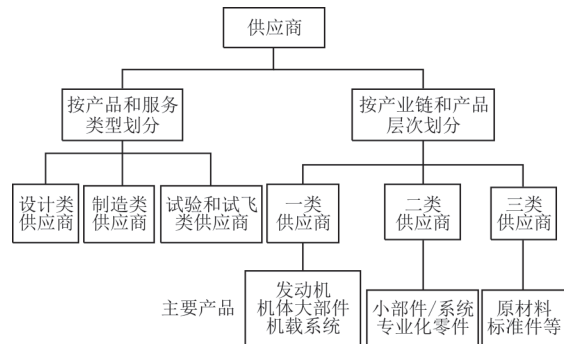 供应商
按产品和服务
类型划分
按产业链和产品
层次划分
设计类
供应商
制造类
供应商
试验和试飞
类供应商
一类
供应商
二类
供应商
三类
供应商
主要产品
发动机
机体大部件
机载系统
小部件/系统
专业化零件
原材料
标准件等